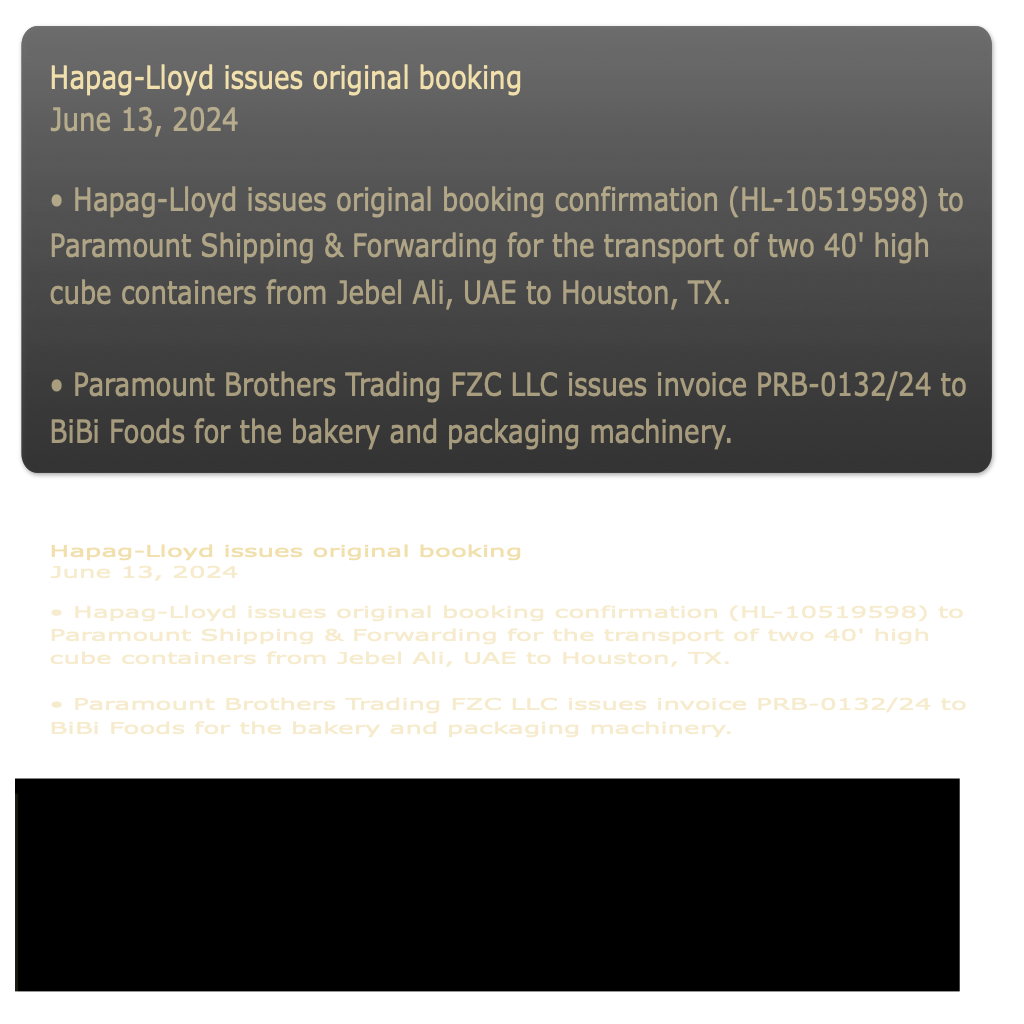 Hapag-Lloyd issues original booking
June 13, 2024
• Hapag-Lloyd issues original booking confirmation (HL-10519598) to
Paramount Shipping & Forwarding for the transport of two 40' high
cube containers from Jebel Ali, UAE to Houston, TX.
• Paramount Brothers Trading FZC LLC issues invoice PRB-0132/24 to
BiBi Foods for the bakery and packaging machinery.
Hapag-Lloyd issues original booking
June 13, 2024
• Hapag-Lloyd issues original booking confirmation (HL-10519598) to
Paramount Shipping & Forwarding for the transport of two 40' high
cube containers from Jebel Ali, UAE to Houston, TX.
• Paramount Brothers Trading FZC LLC issues invoice PRB-0132/24 to
BiBi Foods for the bakery and packaging machinery.